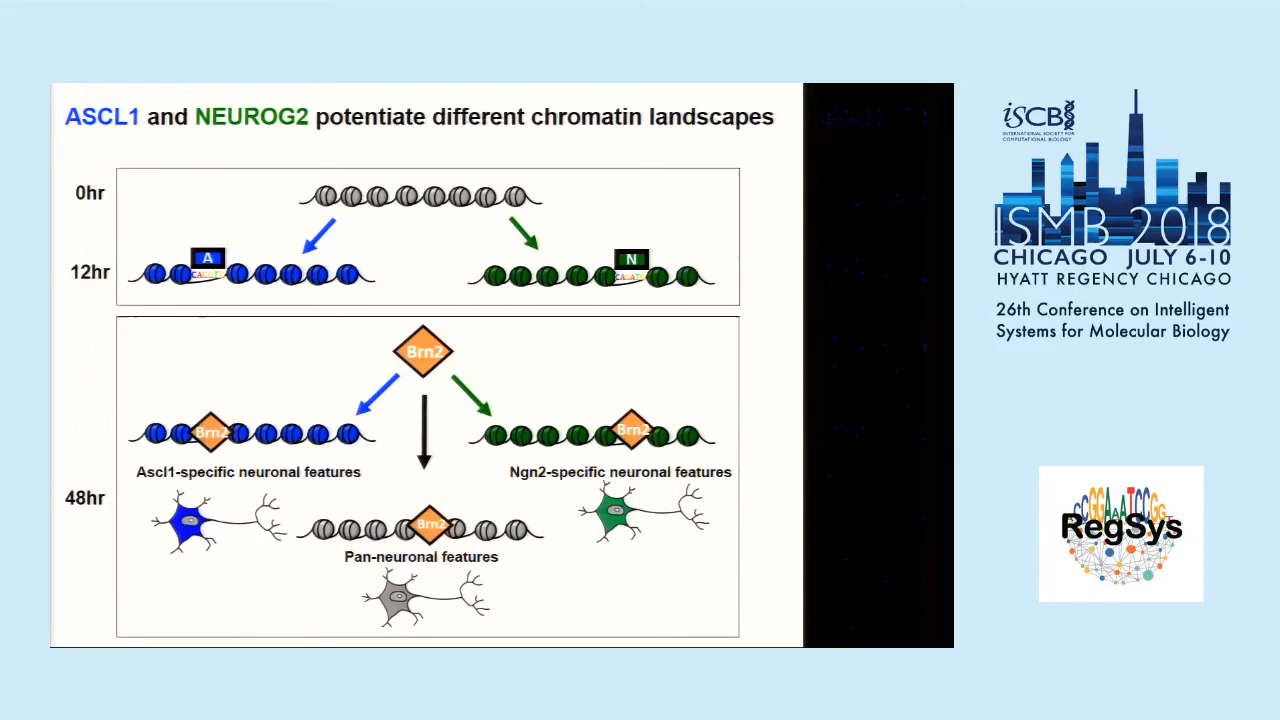 ASCL1 and NEUROG2 potentiate different chromatin landscapes
0hr
12hr
A
N
Brn2
Brn2
Brn2
Ascl1-specific neuronal features
Ngn2-specific neuronal features
48hr
Brn2
Pan-neuronal features
iSCB
INTERNATIONAL SOCIETY FOR
COMPUTATIONAL BIOLOGY
ISMB 2018
CHICAGO JULY 6-10
HYATT REGENCY CHICAGO
26th Conference on Intelligent
Systems for Molecular Biology
RegSys